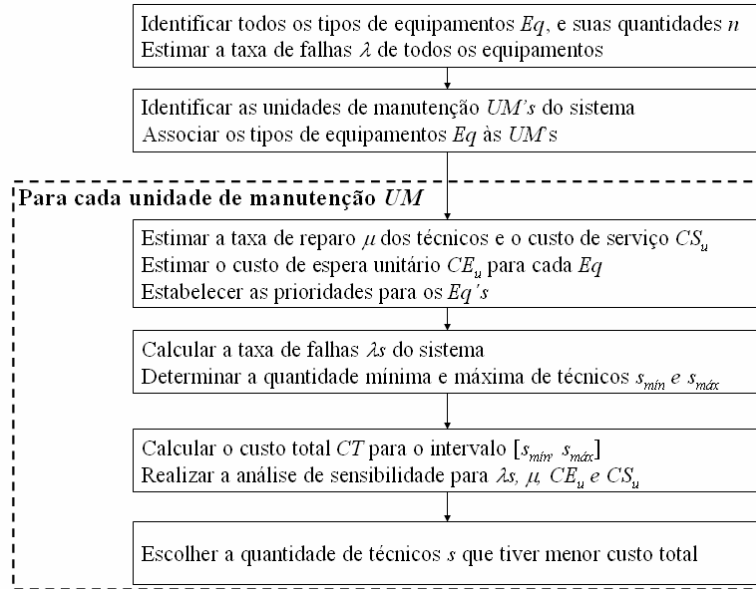 Identificar todos os tipos de equipamentos Eq, e suas quantidades n
Estimar a taxa de falhas λ de todos os equipamentos
Identificar as unidades de manutenção UM's do sistema
Associar os tipos de equipamentos Eq às UM's
Para cada unidade de manutenção UM
Estimar a taxa de reparo μ dos técnicos e o custo de serviço CSᵤ
Estimar o custo de espera unitário CEᵤ para cada Eq
Estabelecer as prioridades para os Eq's
Calcular a taxa de falhas λs do sistema
Determinar a quantidade mínima e máxima de técnicos s_mín e s_máx
Calcular o custo total CT para o intervalo [s_mín, s_máx]
Realizar a análise de sensibilidade para λs, μ, CEᵤ e CSᵤ
Escolher a quantidade de técnicos s que tiver menor custo total